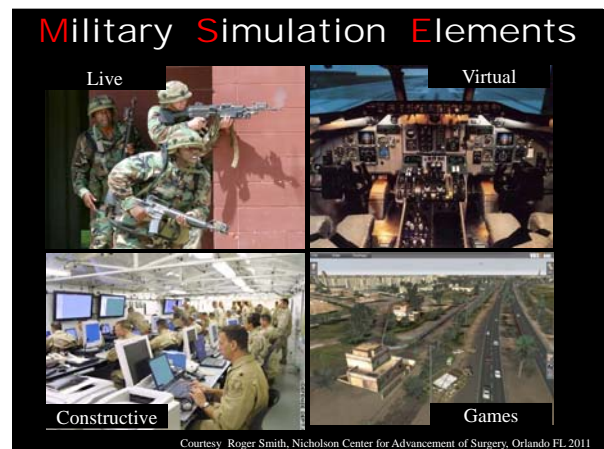 Military Simulation Elements
Live
Virtual
Constructive
Games
Courtesy Roger Smith, Nicholson Center for Advancement of Surgery, Orlando FL 2011